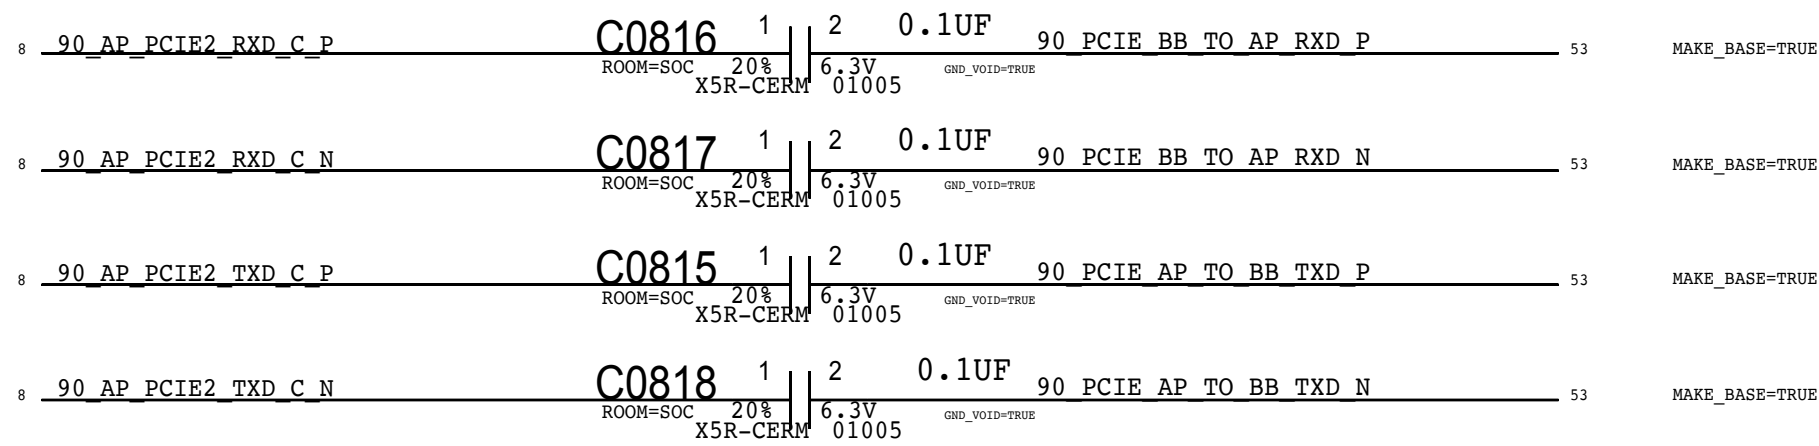 8 90_AP_PCIE2_RXD_C_P C0816 1 2 0.1UF 90_PCIE_BB_TO_AP_RXD_P 53 MAKE_BASE=TRUE
ROOM=SOC 20% 6.3V GND_VOID=TRUE
X5R-CERM 01005
8 90_AP_PCIE2_RXD_C_N C0817 1 2 0.1UF 90_PCIE_BB_TO_AP_RXD_N 53 MAKE_BASE=TRUE
ROOM=SOC 20% 6.3V GND_VOID=TRUE
X5R-CERM 01005
8 90_AP_PCIE2_TXD_C_P C0815 1 2 0.1UF 90_PCIE_AP_TO_BB_TXD_P 53 MAKE_BASE=TRUE
ROOM=SOC 20% 6.3V GND_VOID=TRUE
X5R-CERM 01005
8 90_AP_PCIE2_TXD_C_N C0818 1 2 0.1UF 90_PCIE_AP_TO_BB_TXD_N 53 MAKE_BASE=TRUE
ROOM=SOC 20% 6.3V GND_VOID=TRUE
X5R-CERM 01005